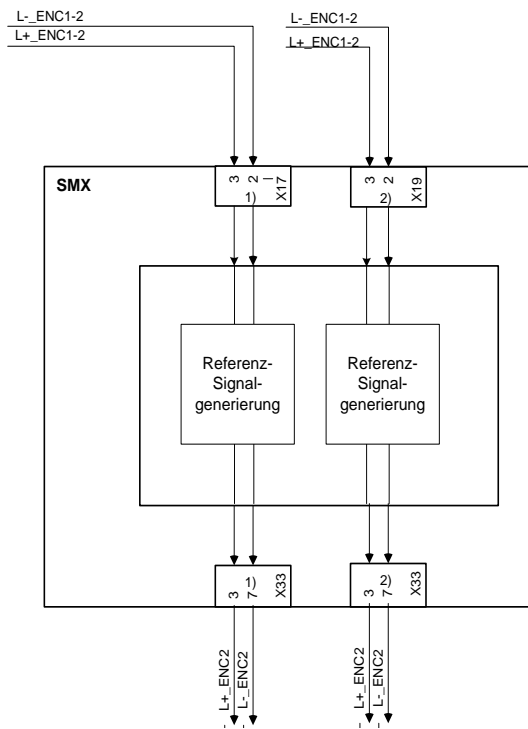 L-_ENC1-2
L+_ENC1-2
L-_ENC1-2
L+_ENC1-2
SMX
3 2 X17
1)
3 2 X19
2)
Referenz-
Signal-
generierung
Referenz-
Signal-
generierung
3 7 X33
1)
3 7 X33
2)
L+_ENC2
L-_ENC2
L+_ENC2
L-_ENC2